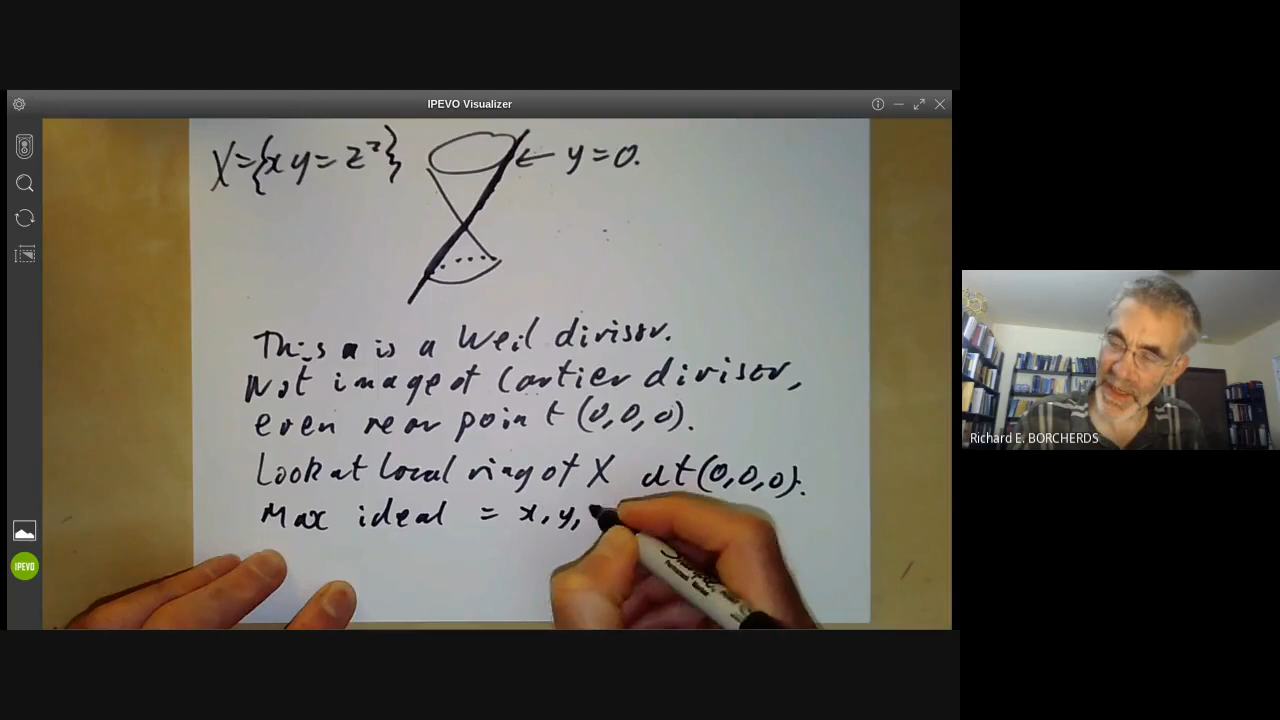 IPEVO Visualizer
X={xy=z²} ← y=0.
This is a Weil divisor.
Not image of Cartier divisor,
even near point (0,0,0).
Look at local ring of X at (0,0,0).
Max ideal = x, y,
Richard E. BORCHERDS
IPEVO